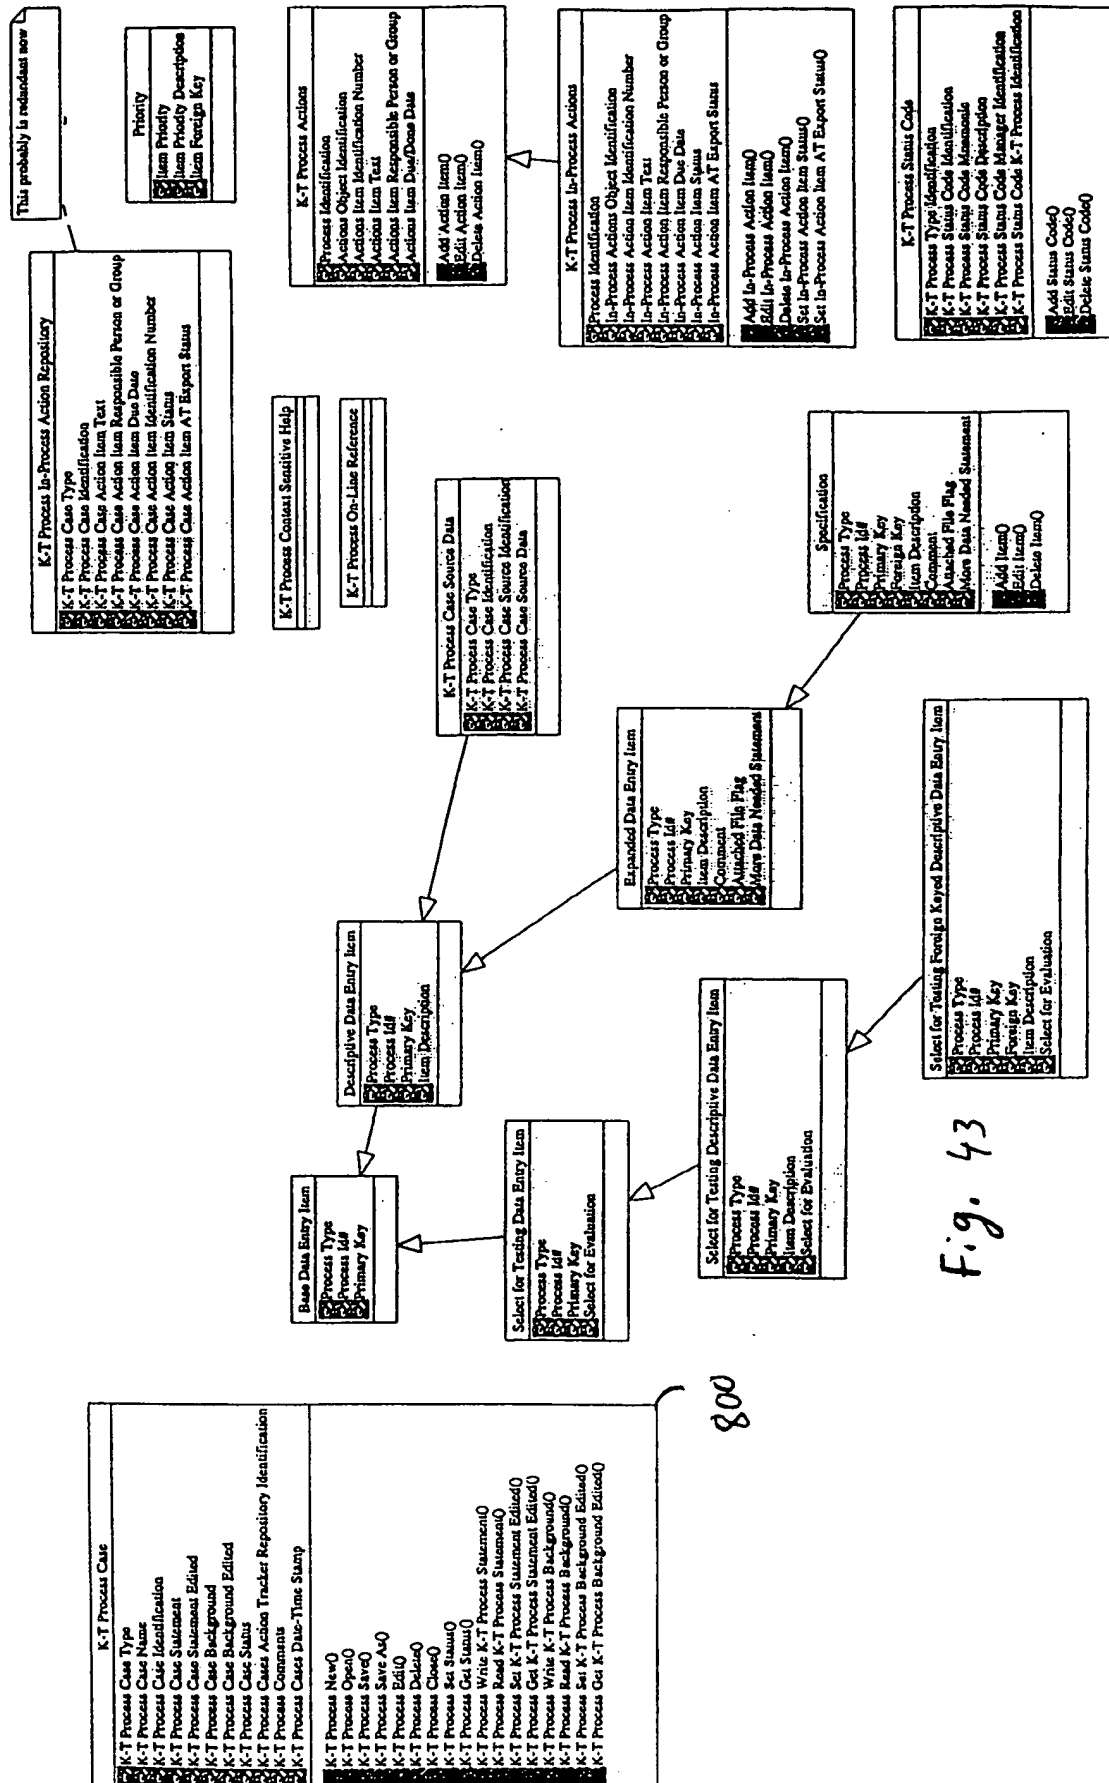 K-T Process Case
K-T Process Case Type
K-T Process Case Name
K-T Process Case Identification
K-T Process Case Statement
K-T Process Case Statement Edited
K-T Process Case Background
K-T Process Case Background Edited
K-T Process Case Status
K-T Process Cases Action Tracker Repository Identification
K-T Process Comments
K-T Process Cases Date-Time Stamp
K-T Process New()
K-T Process Open()
K-T Process Save()
K-T Process Save As()
K-T Process Edit()
K-T Process Delete()
K-T Process Close()
K-T Process Set Status()
K-T Process Get Status()
K-T Process Write K-T Process Statement()
K-T Process Read K-T Process Statement()
K-T Process Set K-T Process Statement Edited()
K-T Process Get K-T Process Statement Edited()
K-T Process Write K-T Process Background()
K-T Process Read K-T Process Background()
K-T Process Set K-T Process Background Edited()
K-T Process Get K-T Process Background Edited()
800
Base Data Entry Item
Process Type
Process Id#
Primary Key
Select for Testing Data Entry Item
Process Type
Process Id#
Primary Key
Select for Evaluation
Select for Testing Descriptive Data Entry Item
Process Type
Process Id#
Primary Key
Item Description
Select for Evaluation
Select for Testing Foreign Keyed Descriptive Data Entry Item
Process Type
Process Id#
Primary Key
Foreign Key
Item Description
Select for Evaluation
Descriptive Data Entry Item
Process Type
Process Id#
Primary Key
Item Description
Expanded Data Entry Item
Process Type
Process Id#
Primary Key
Item Description
Comment
Attached File Flag
More Data Needed Statement
K-T Process Case Source Data
K-T Process Case Type
K-T Process Case Identification
K-T Process Case Source Identification
K-T Process Case Source Data
Specification
Process Type
Process Id#
Primary Key
Foreign Key
Item Description
Comment
Attached File Flag
More Data Needed Statement
Add Item()
Edit Item()
Delete Item()
K-T Process In-Process Action Repository
K-T Process Case Type
K-T Process Case Identification
K-T Process Case Action Item Text
K-T Process Case Action Item Responsible Person or Group
K-T Process Case Action Item Due Date
K-T Process Case Action Item Identification Number
K-T Process Case Action Item Status
K-T Process Case Action Item AT Export Status
This probably is redundant now
K-T Process Context Sensitive Help
K-T Process On-Line Reference
Priority
Item Priority
Item Priority Description
Item Foreign Key
K-T Process Actions
Process Identification
Actions Object Identification
Actions Item Identification Number
Actions Item Text
Actions Item Responsible Person or Group
Actions Item Due/Done Date
Add Action Item()
Edit Action Item()
Delete Action Item()
K-T Process In-Process Actions
Process Identification
In-Process Actions Object Identification
In-Process Action Item Identification Number
In-Process Action Item Text
In-Process Action Item Responsible Person or Group
In-Process Action Item Due Date
In-Process Action Item Status
In-Process Action Item AT Export Status
Add In-Process Action Item()
Edit In-Process Action Item()
Delete In-Process Action Item()
Set In-Process Action Item Status()
Set In-Process Action Item AT Export Status()
K-T Process Status Code
K-T Process Type Identification
K-T Process Status Code Identification
K-T Process Status Code Mnemonic
K-T Process Status Code Description
K-T Process Status Code Manager Identification
K-T Process Status Code K-T Process Identification
Add Status Code()
Edit Status Code()
Delete Status Code()
Fig. 43